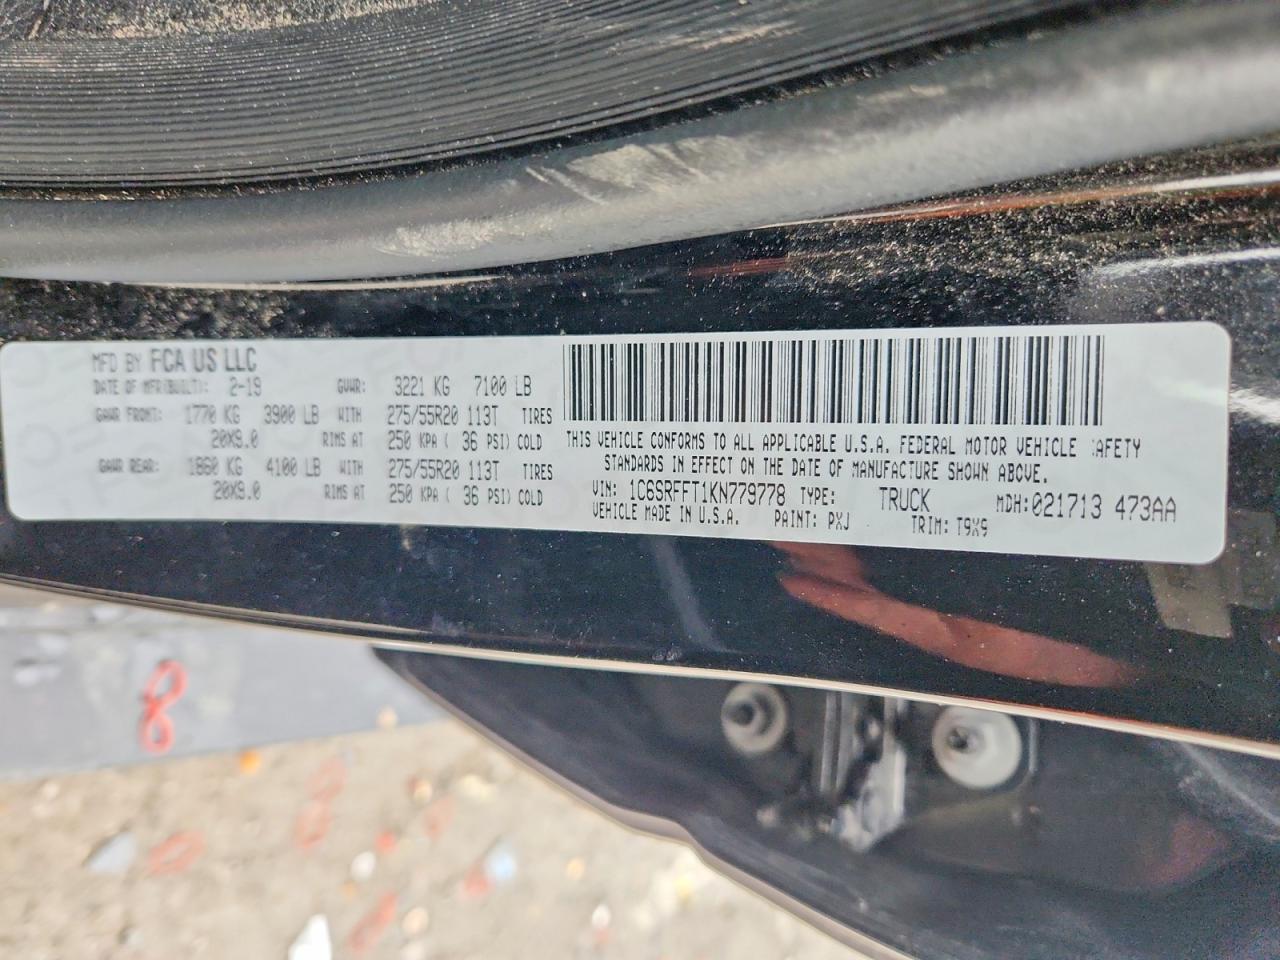 MFD BY FCA US LLC
DATE OF MFR(BUILT): 2-19 GVWR: 3221 KG 7100 LB
GAWR FRONT: 1770 KG 3900 LB WITH 275/55R20 113T TIRES
20X9.0 RIMS AT 250 KPA ( 36 PSI) COLD
GAWR REAR: 1860 KG 4100 LB WITH 275/55R20 113T TIRES
20X9.0 RIMS AT 250 KPA ( 36 PSI) COLD
THIS VEHICLE CONFORMS TO ALL APPLICABLE U.S.A. FEDERAL MOTOR VEHICLE SAFETY
STANDARDS IN EFFECT ON THE DATE OF MANUFACTURE SHOWN ABOVE.
VIN: 1C6SRFFT1KN779778 TYPE: TRUCK MDH:021713 473AA
VEHICLE MADE IN U.S.A. PAINT: PXJ TRIM: T9X9
8